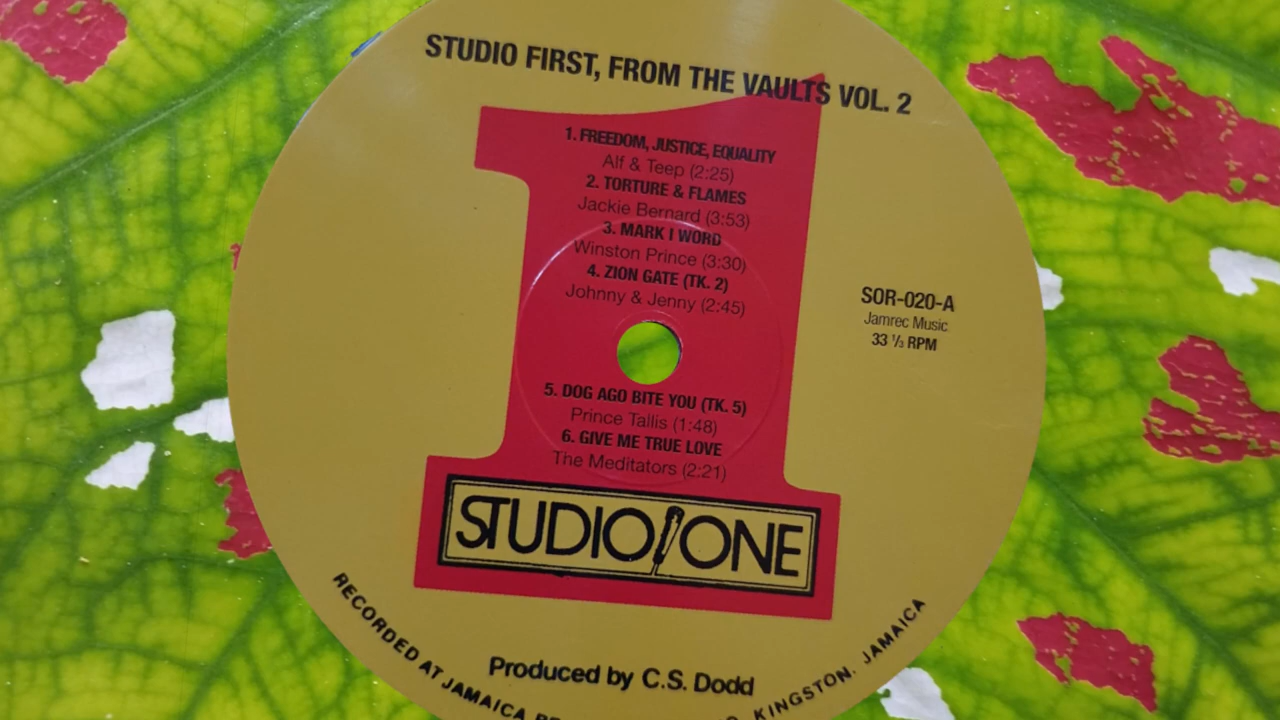 STUDIO FIRST, FROM THE VAULTS VOL. 2
1. FREEDOM, JUSTICE, EQUALITY
Alf & Teep (2:25)
2. TORTURE & FLAMES
Jackie Bernard (3:53)
3. MARK I WORD
Winston Prince (3:30)
4. ZION GATE (TK. 2)
Johnny & Jenny (2:45)
SOR-020-A
Jamrec Music
33 ⅓ RPM
5. DOG AGO BITE YOU (TK. 5)
Prince Tallis (1:48)
6. GIVE ME TRUE LOVE
The Meditators (2:21)
STUDIO ONE
Produced by C.S. Dodd
RECORDED AT JAMAICA KINGSTON. JAMAICA